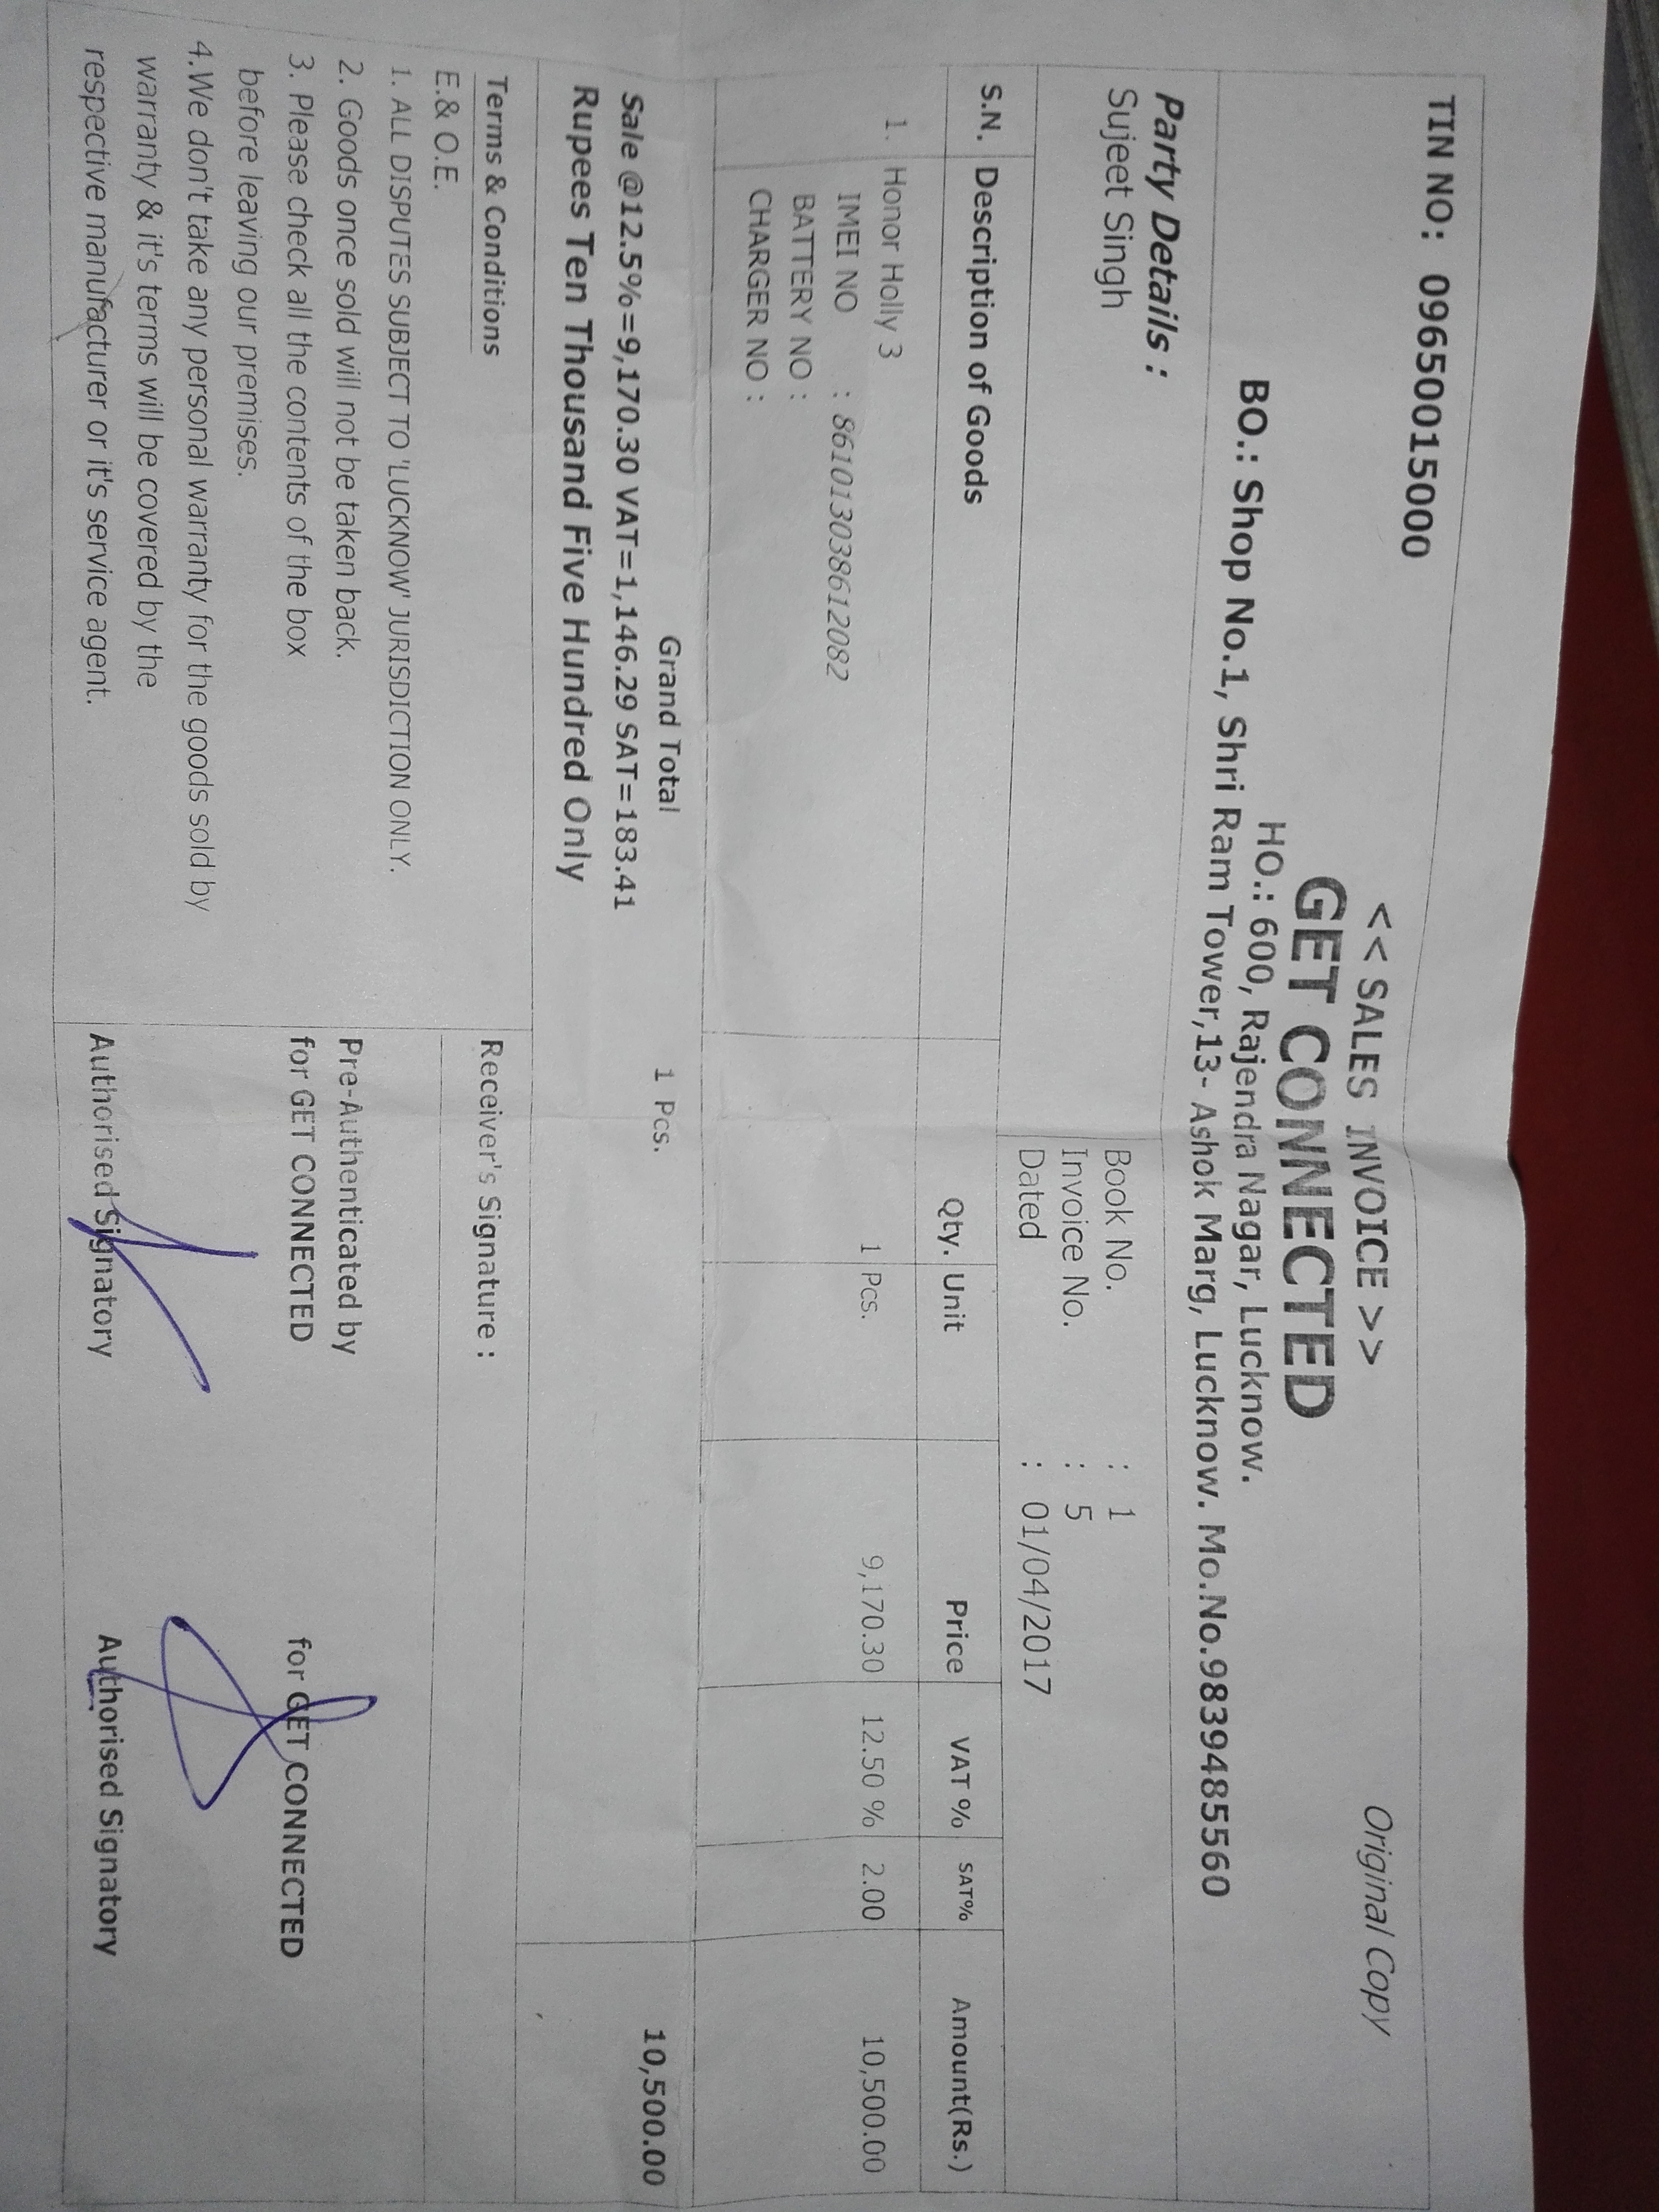 TIN NO: 09650015000
<< SALES INVOICE >>
Original Copy
GET CONNECTED
HO.: 600, Rajendra Nagar, Lucknow.
BO.: Shop No.1, Shri Ram Tower,13- Ashok Marg, Lucknow. Mo.No.9839485560
Party Details :
Sujeet Singh
Book No. : 1
Invoice No. : 5
Dated : 01/04/2017
S.N. Description of Goods Qty. Unit Price VAT % SAT% Amount(Rs.)
1. Honor Holly 3 1 Pcs. 9,170.30 12.50 % 2.00 10,500.00
IMEI NO : 861013038612082
BATTERY NO :
CHARGER NO :
Grand Total 1 Pcs. 10,500.00
Sale @12.5%=9,170.30 VAT=1,146.29 SAT=183.41
Rupees Ten Thousand Five Hundred Only
Terms & Conditions
E.& O.E.
1. ALL DISPUTES SUBJECT TO 'LUCKNOW' JURISDICTION ONLY.
2. Goods once sold will not be taken back.
3. Please check all the contents of the box
before leaving our premises.
4.We don't take any personal warranty for the goods sold by
warranty & it's terms will be covered by the
respective manufacturer or it's service agent.
Receiver's Signature :
Pre-Authenticated by
for GET CONNECTED
Authorised Signatory
for GET CONNECTED
Authorised Signatory